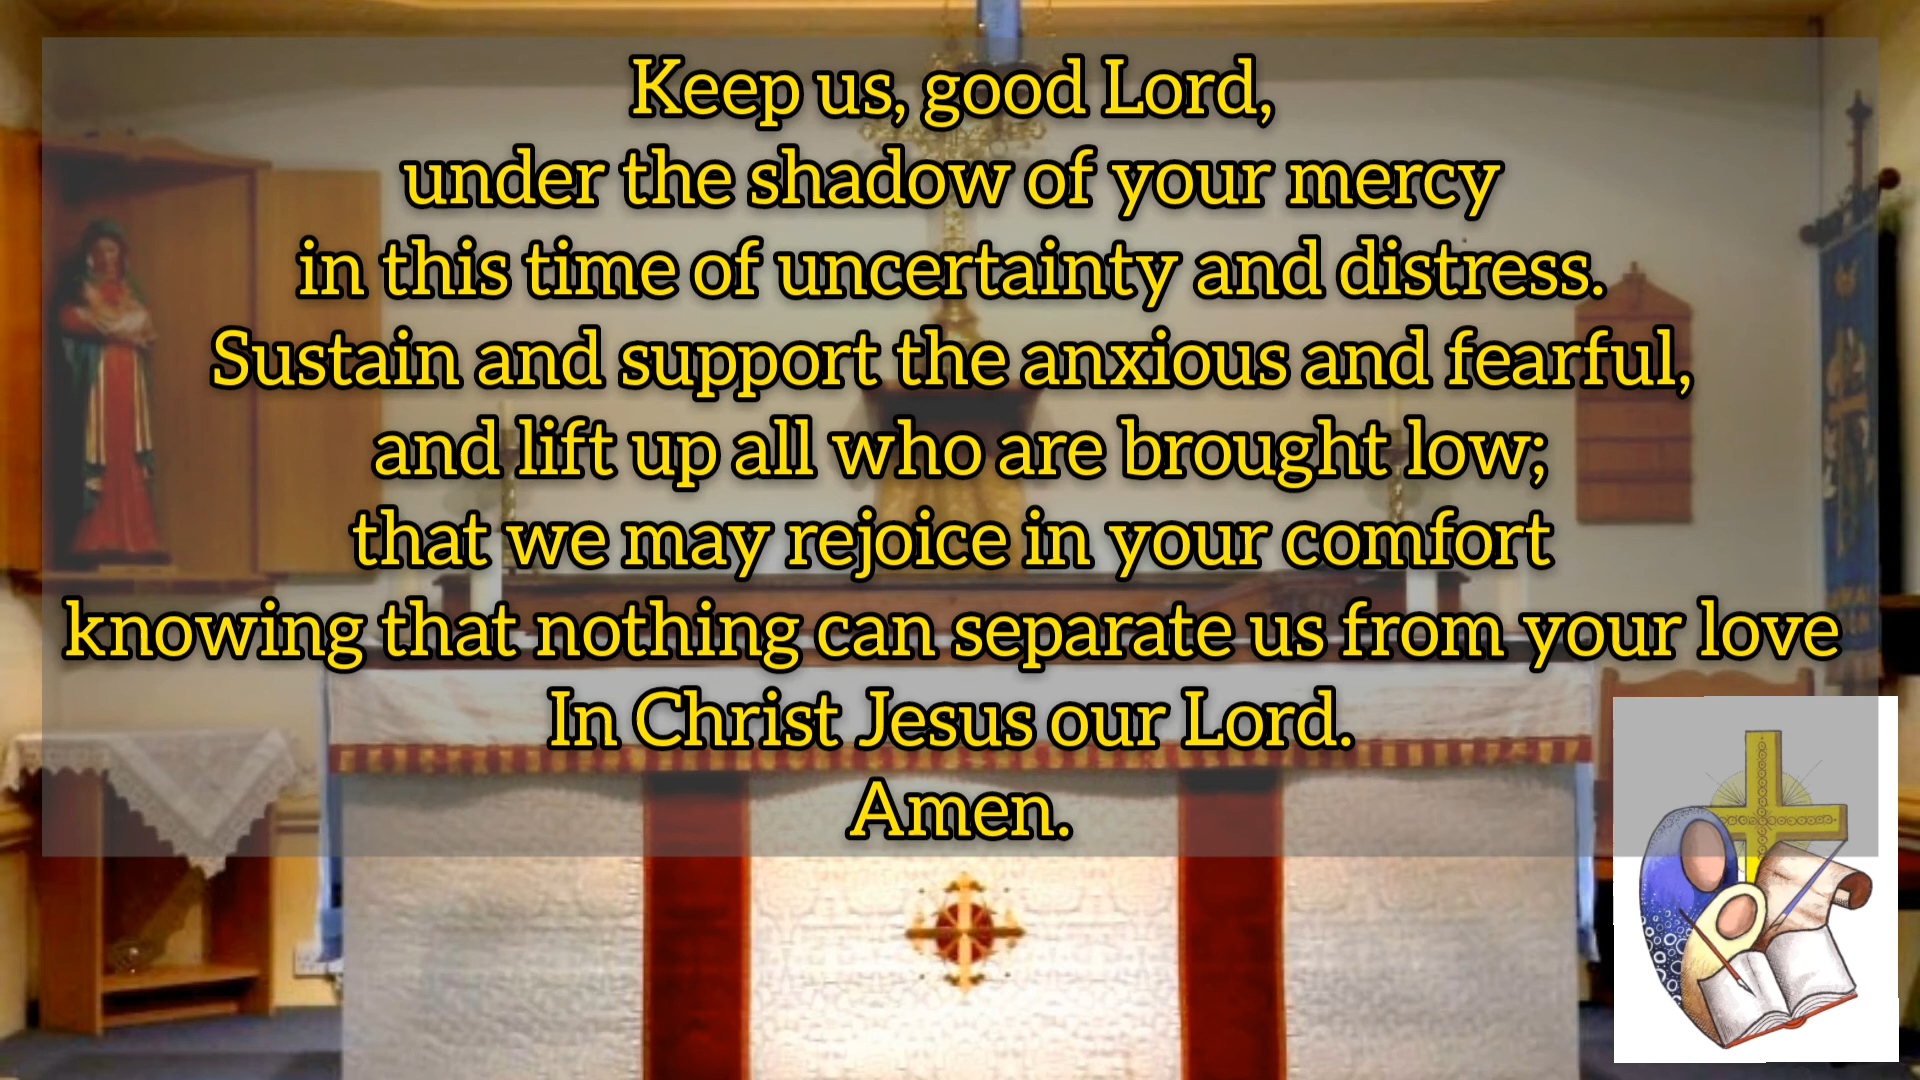 Keep us, good Lord,
under the shadow of your mercy
in this time of uncertainty and distress.
Sustain and support the anxious and fearful,
and lift up all who are brought low;
that we may rejoice in your comfort
knowing that nothing can separate us from your love
In Christ Jesus our Lord.
Amen.